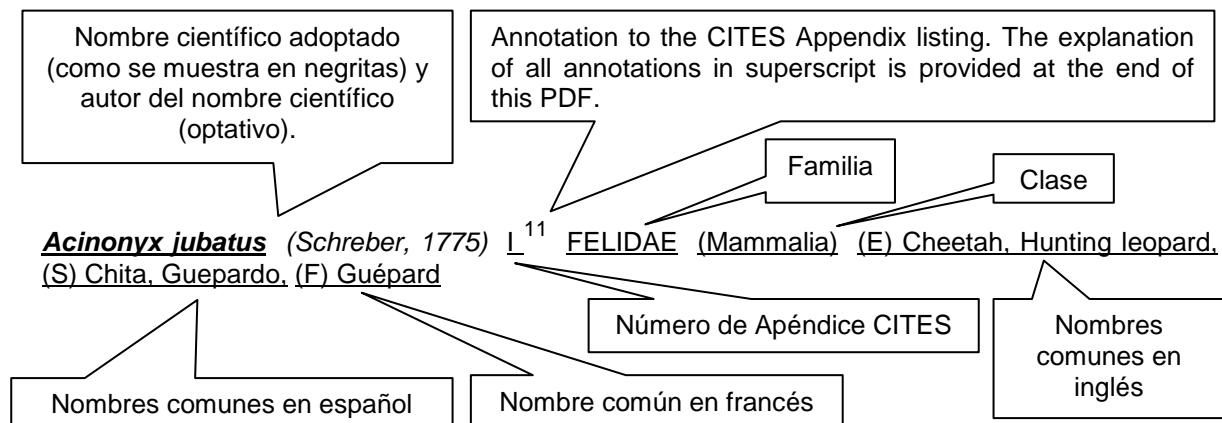 Nombre científico adoptado
(como se muestra en negritas) y
autor del nombre científico
(optativo).
Annotation to the CITES Appendix listing. The explanation
of all annotations in superscript is provided at the end of
this PDF.
Familia
Clase
Acinonyx jubatus (Schreber, 1775) I 11 FELIDAE (Mammalia) (E) Cheetah, Hunting leopard,
(S) Chita, Guepardo, (F) Guépard
Número de Apéndice CITES
Nombres
comunes en
inglés
Nombres comunes en español
Nombre común en francés